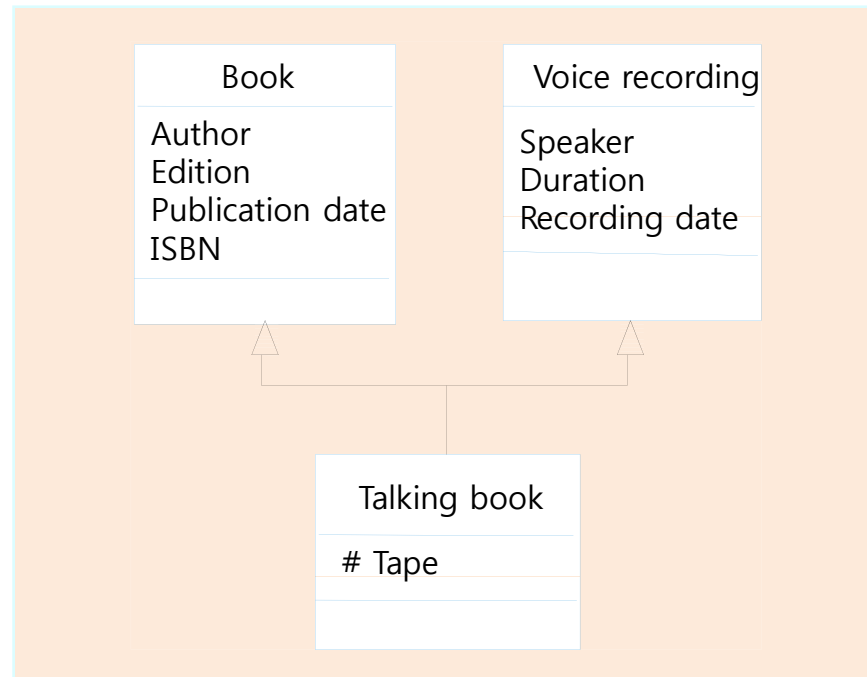 Book
Author
Edition
Publication date
ISBN
Voice recording
Speaker
Duration
Recording date
Talking book
# Tape